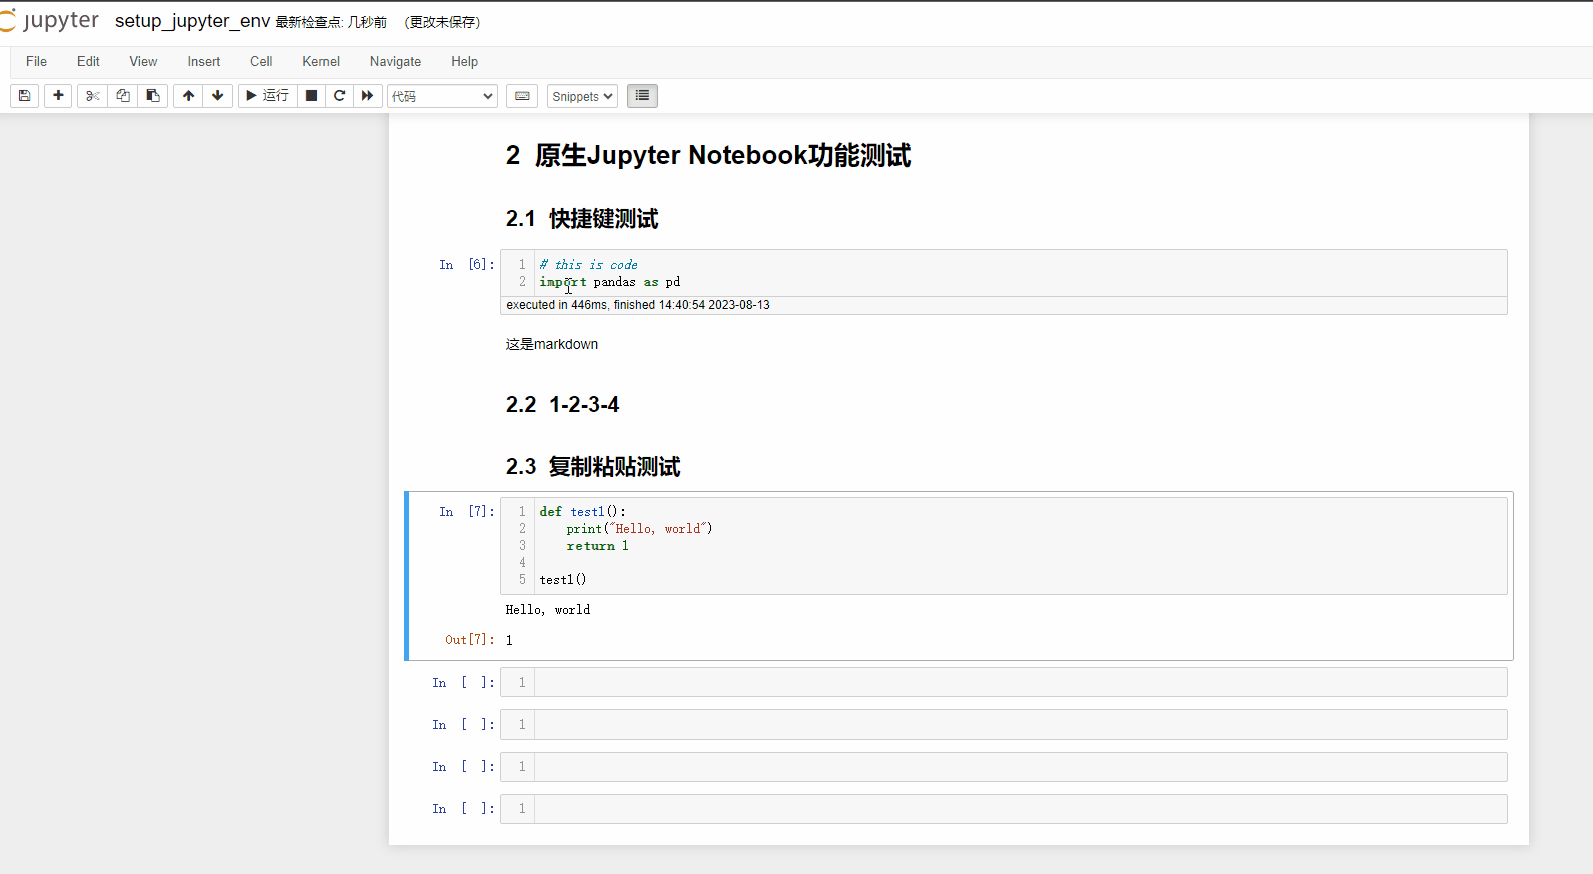 jupyter setup_jupyter_env 最新检查点: 几秒前 (更改未保存)
File Edit View Insert Cell Kernel Navigate Help
运行 代码 Snippets
2 原生Jupyter Notebook功能测试
2.1 快捷键测试
In [6]: 1 # this is code
2 import pandas as pd
executed in 446ms, finished 14:40:54 2023-08-13
这是markdown
2.2 1-2-3-4
2.3 复制粘贴测试
In [7]: 1 def test1():
2 print("Hello, world")
3 return 1
4
5 test1()
Hello, world
Out[7]: 1
In [ ]: 1
In [ ]: 1
In [ ]: 1
In [ ]: 1